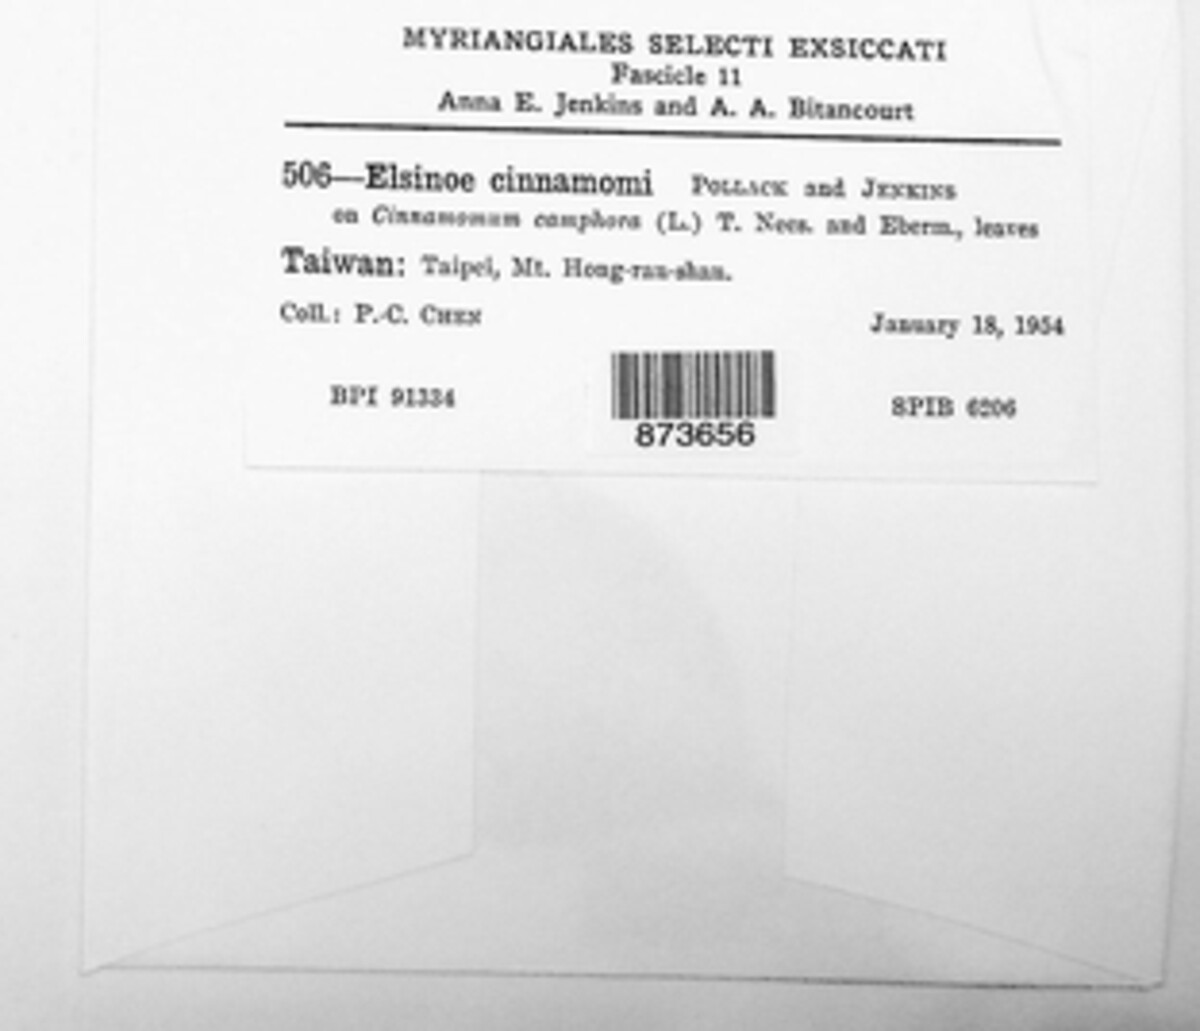 MYRIANGIALES SELECTI EXSICCATI
Fascicle 11
Anna E. Jenkins and A. A. Bitancourt
506—Elsinoe cinnamomi POLLACK and JENKINS
on Cinnamomum camphora (L.) T. Nees. and Eberm., leaves
Taiwan: Taipei, Mt. Hong-ran-shan.
Coll.: P.-C. CHEN
January 18, 1954
BPI 91334
873656
SPIB 6206